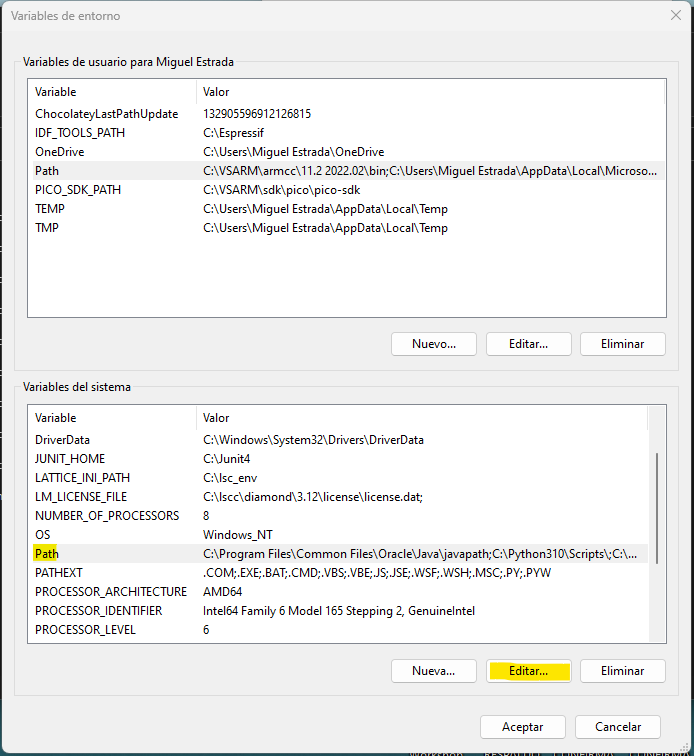 Variables de entorno
Variables de usuario para Miguel Estrada
Variable Valor
ChocolateyLastPathUpdate 132905596912126815
IDF_TOOLS_PATH C:\Espressif
OneDrive C:\Users\Miguel Estrada\OneDrive
Path C:\VSARM\armcc\11.2 2022.02\bin;C:\Users\Miguel Estrada\AppData\Local\Microso...
PICO_SDK_PATH C:\VSARM\sdk\pico\pico-sdk
TEMP C:\Users\Miguel Estrada\AppData\Local\Temp
TMP C:\Users\Miguel Estrada\AppData\Local\Temp
Nuevo... Editar... Eliminar
Variables del sistema
Variable Valor
DriverData C:\Windows\System32\Drivers\DriverData
JUNIT_HOME C:\Junit4
LATTICE_INI_PATH C:\lsc_env
LM_LICENSE_FILE C:\lscc\diamond\3.12\license\license.dat;
NUMBER_OF_PROCESSORS 8
OS Windows_NT
Path C:\Program Files\Common Files\Oracle\Java\javapath;C:\Python310\Scripts\;C:\...
PATHEXT .COM;.EXE;.BAT;.CMD;.VBS;.VBE;.JS;.JSE;.WSF;.WSH;.MSC;.PY;.PYW
PROCESSOR_ARCHITECTURE AMD64
PROCESSOR_IDENTIFIER Intel64 Family 6 Model 165 Stepping 2, GenuineIntel
PROCESSOR_LEVEL 6
Nueva... Editar... Eliminar
Aceptar Cancelar